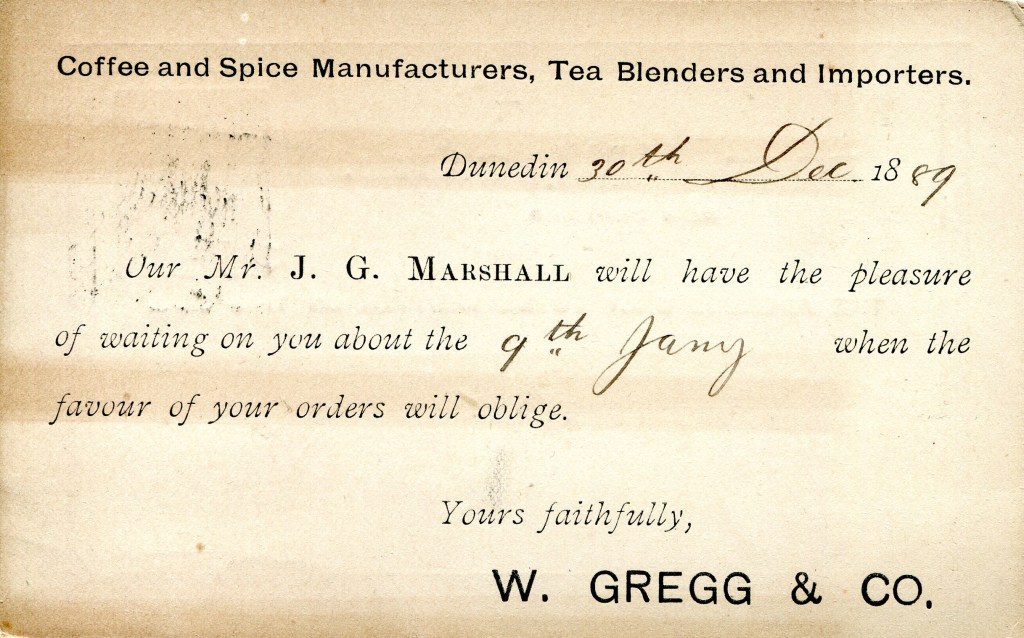 Coffee and Spice Manufacturers, Tea Blenders and Importers.
Dunedin 30th Dec 1889
Our Mr. J. G. MARSHALL will have the pleasure
of waiting on you about the 9th Jany when the
favour of your orders will oblige.
Yours faithfully,
W. GREGG & CO.